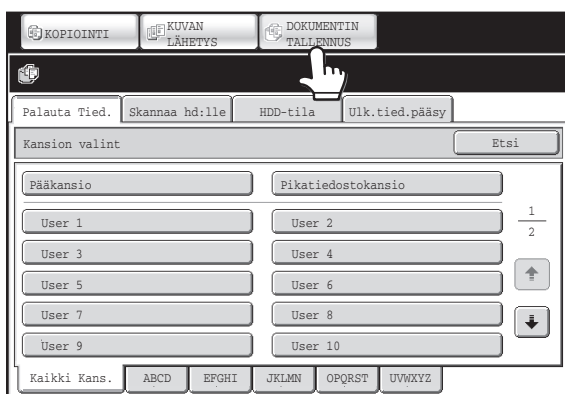 KOPIOINTI
KUVAN
LÄHETYS
DOKUMENTIN
TALLENNUS
Palauta Tied.
Skannaa hd:lle
HDD-tila
Ulk.tied.pääsy
Kansion valint
Etsi
Pääkansio
Pikatiedostokansio
User 1
User 2
1
2
User 3
User 4
User 5
User 6
User 7
User 8
User 9
User 10
Kaikki Kans.
ABCD
EFGHI
JKLMN
OPQRST
UVWXYZ